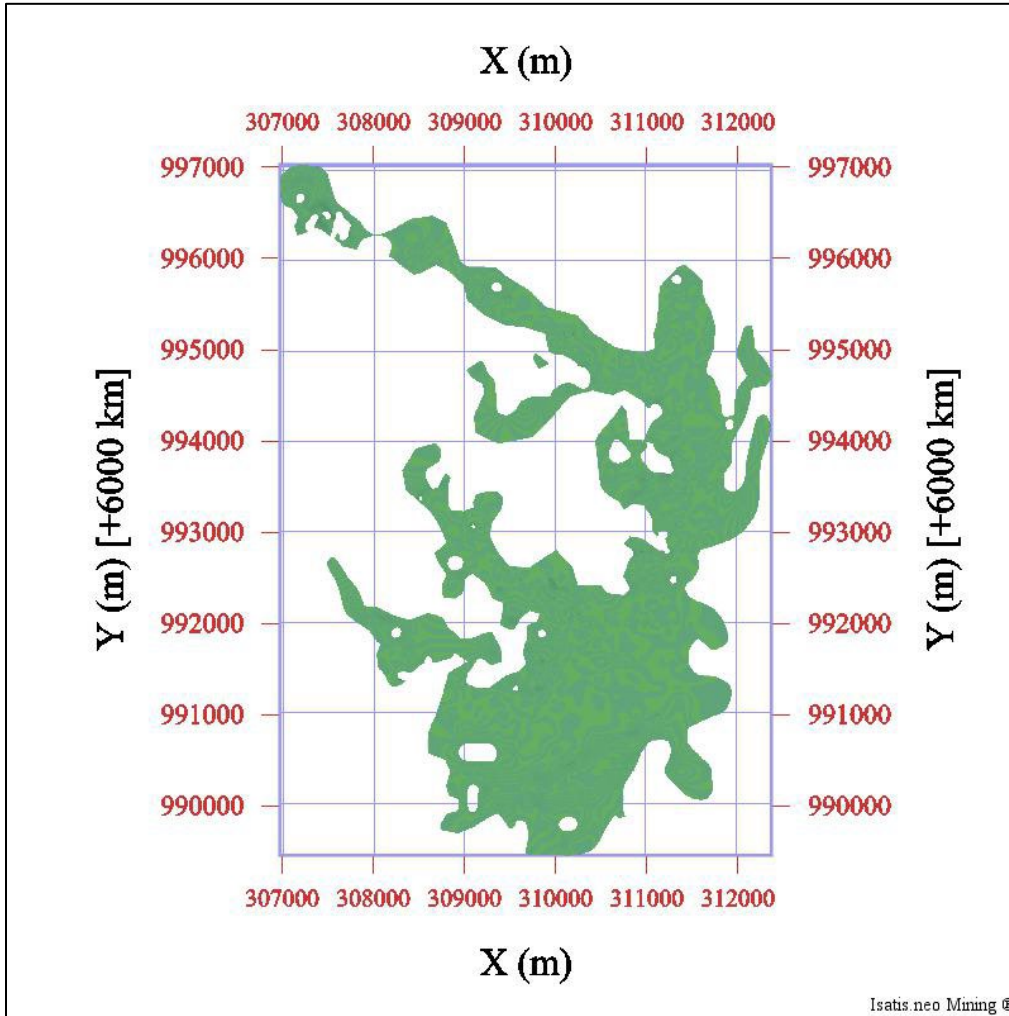 X (m)
307000 308000 309000 310000 311000 312000
997000 997000
996000 996000
995000 995000
994000 994000
993000 993000
992000 992000
991000 991000
990000 990000
Y (m) [+6000 km]
Y (m) [+6000 km]
307000 308000 309000 310000 311000 312000
X (m)
Isatis.neo Mining ®